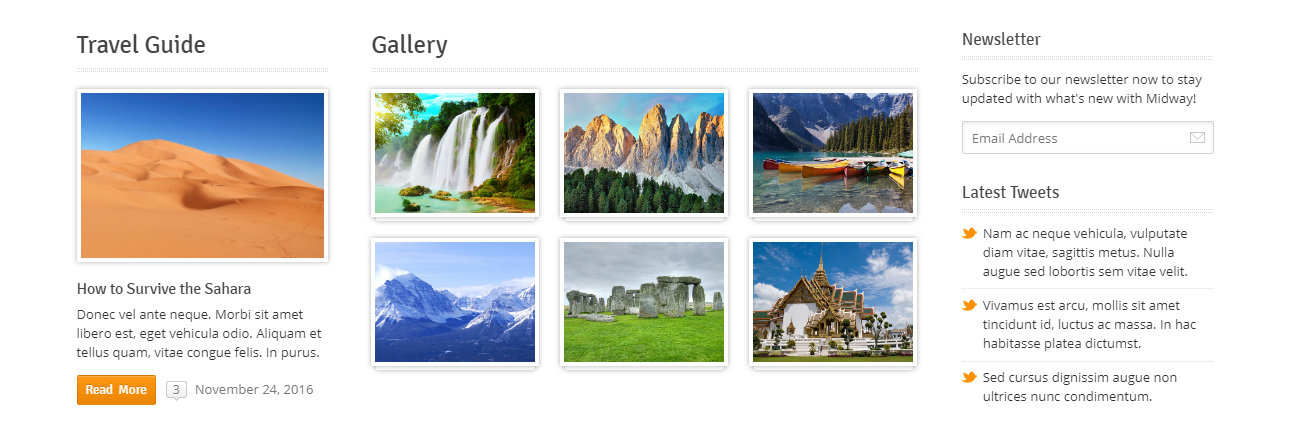 Travel Guide
How to Survive the Sahara
Donec vel ante neque. Morbi sit amet
libero est, eget vehicula odio. Aliquam et
tellus quam, vitae congue felis. In purus.
Read More
3
November 24, 2016
Gallery
Newsletter
Subscribe to our newsletter now to stay
updated with what's new with Midway!
Email Address
Latest Tweets
Nam ac neque vehicula, vulputate
diam vitae, sagittis metus. Nulla
augue sed lobortis sem vitae velit.
Vivamus est arcu, mollis sit amet
tincidunt id, luctus ac massa. In hac
habitasse platea dictumst.
Sed cursus dignissim augue non
ultrices nunc condimentum.